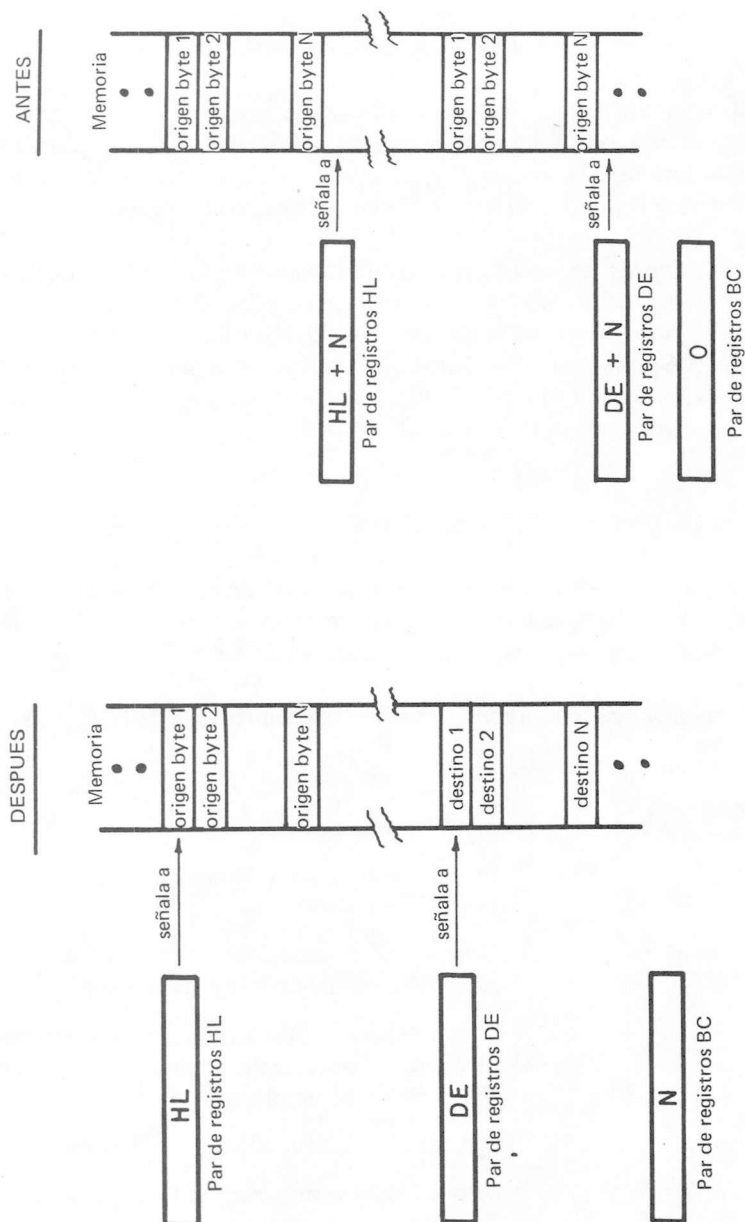 ANTES
Memoria
origen byte 1
origen byte 2
origen byte N
origen byte 1
origen byte 2
origen byte N
señala a
HL + N
Par de registros HL
señala a
DE + N
Par de registros DE
O
Par de registros BC
DESPUES
Memoria
origen byte 1
origen byte 2
origen byte N
destino 1
destino 2
destino N
señala a
HL
Par de registros HL
señala a
DE
Par de registros DE
N
Par de registros BC